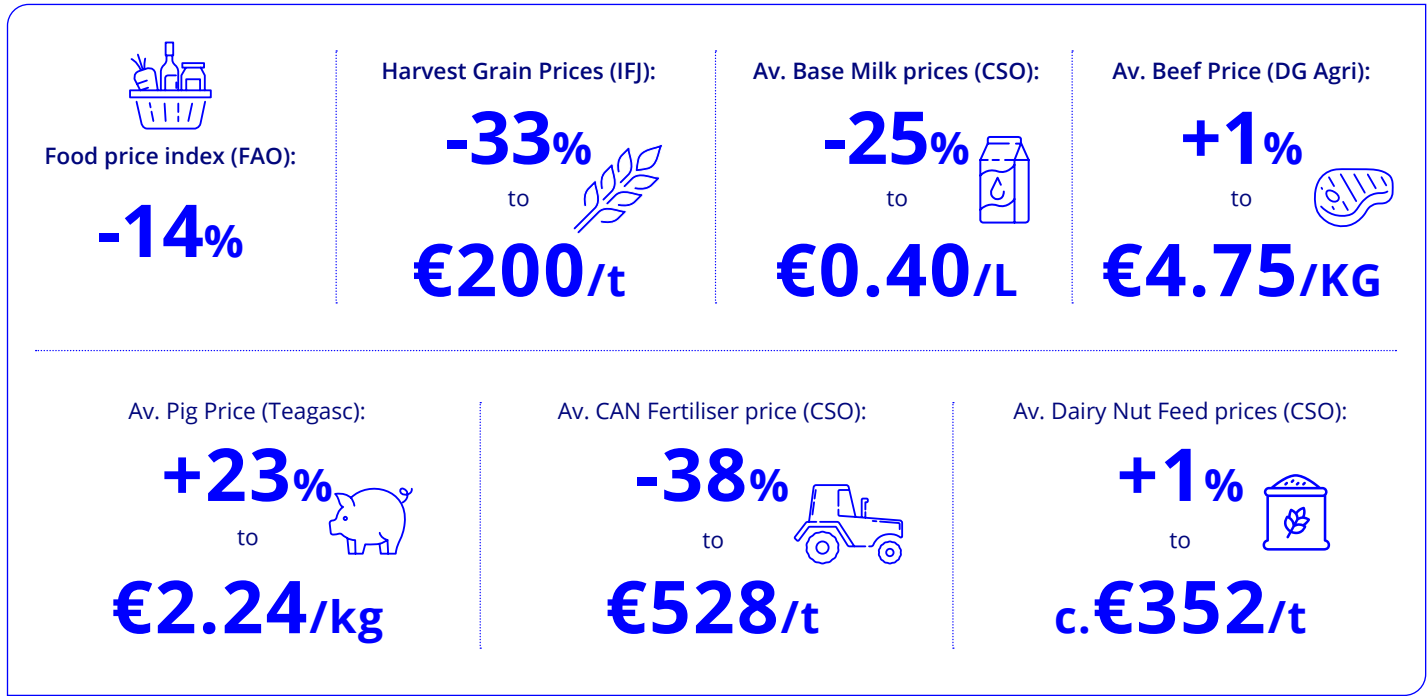 Food price index (FAO):
-14%
Harvest Grain Prices (IFJ):
-33%
to
€200/t
Av. Base Milk prices (CSO):
-25%
to
€0.40/L
Av. Beef Price (DG Agri):
+1%
to
€4.75/KG
Av. Pig Price (Teagasc):
+23%
to
€2.24/kg
Av. CAN Fertiliser price (CSO):
-38%
to
€528/t
Av. Dairy Nut Feed prices (CSO):
+1%
to
c.€352/t